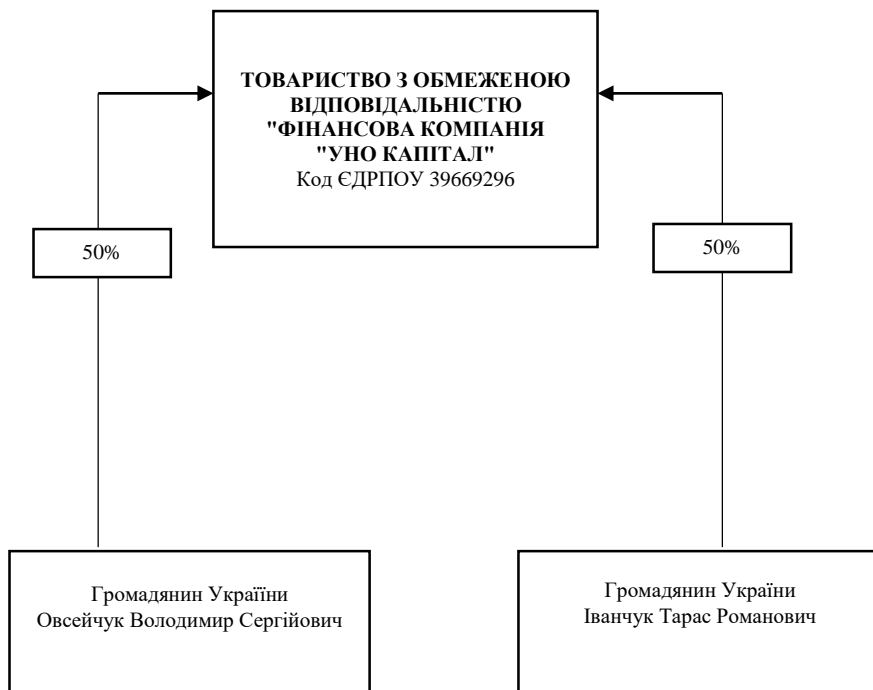 ТОВАРИСТВО З ОБМЕЖЕНОЮ
ВІДПОВІДАЛЬНІСТЮ
"ФІНАНСОВА КОМПАНІЯ
"УНО КАПІТАЛ"
Код ЄДРПОУ 39669296
50%
50%
Громадянин Україїни
Овсейчук Володимир Сергійович
Громадянин України
Іванчук Тарас Романович